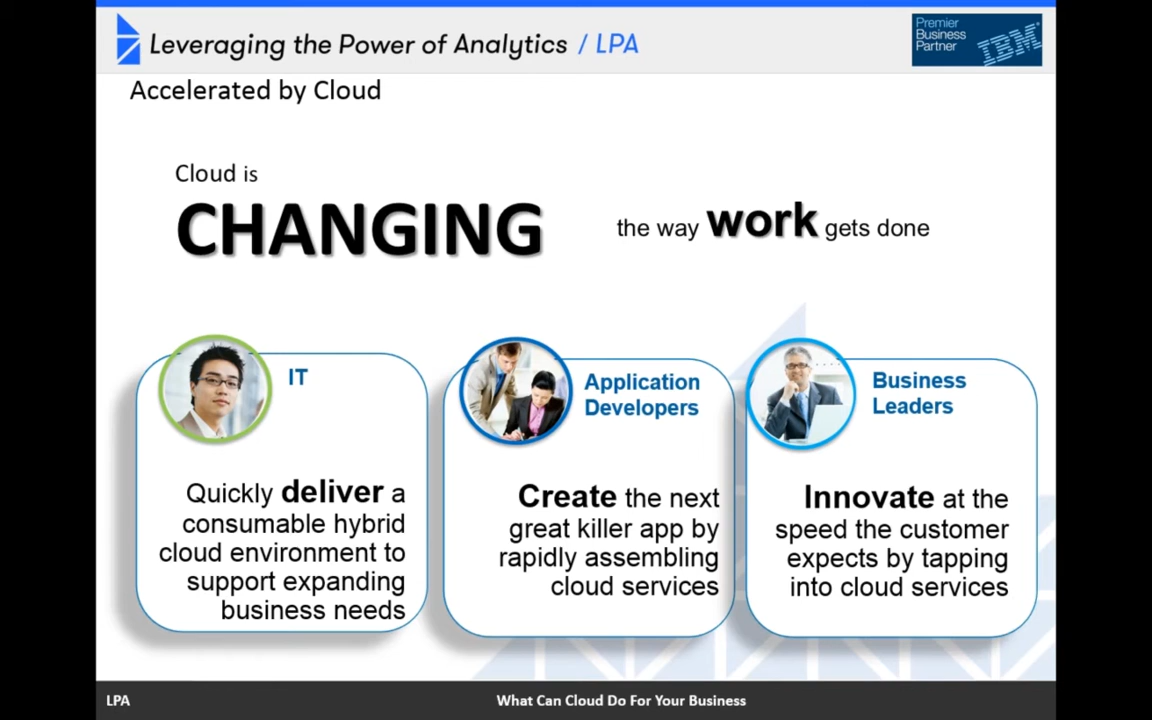 Leveraging the Power of Analytics / LPA
Premier
Business
Partner
IBM
Accelerated by Cloud
Cloud is
CHANGING
the way work gets done
IT
Quickly deliver a
consumable hybrid
cloud environment to
support expanding
business needs
Application
Developers
Create the next
great killer app by
rapidly assembling
cloud services
Business
Leaders
Innovate at the
speed the customer
expects by tapping
into cloud services
LPA
What Can Cloud Do For Your Business